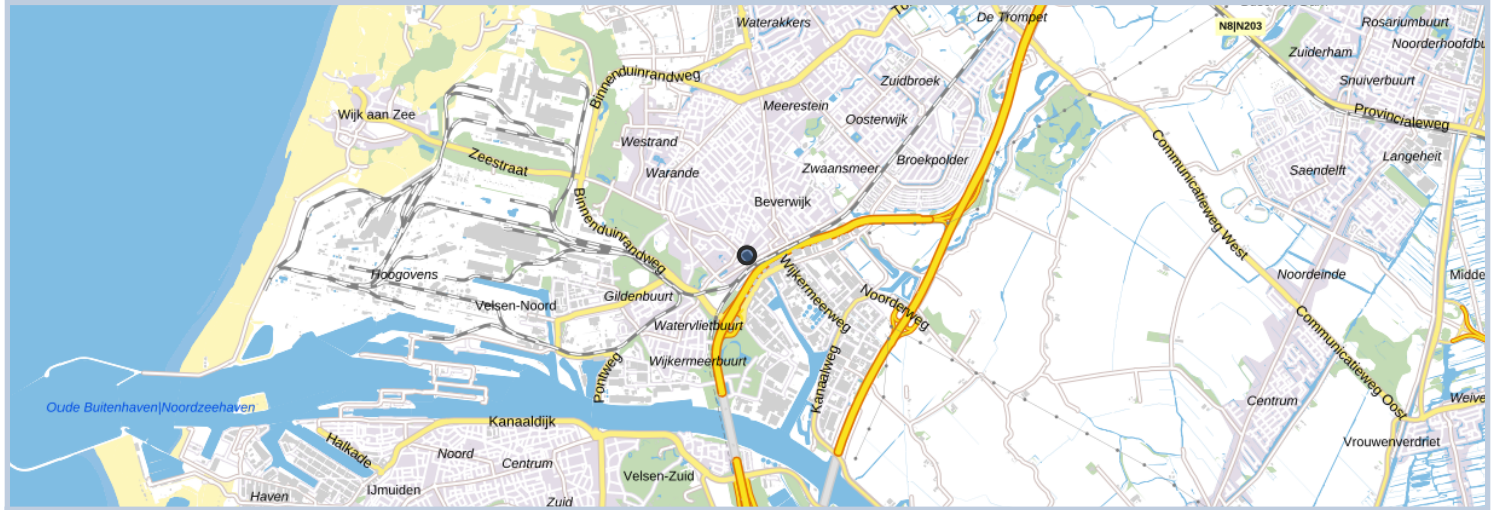 Waterakkers
De Trompet
Rosariumbuurt
N8|N203
Noorderhoofdbu
Zuiderham
Binnenduinrandweg
Zuidbroek
Snuiverbuurt
Meerestein
Provincialeweg
Wijk aan Zee
Oosterwijk
Westrand
Zeestraat
Broekpolder
Langeheit
Warande
Zwaansmeer
Saendelft
Communicatieweg West
Beverwijk
Binnenduinrandweg
Hoogovens
Noordeinde
Midde
Gildenbuurt
Wijkermeerweg
Noorderweg
Velsen-Noord
Watervlietbuurt
Wijkermeerbuurt
Communicatieweg Oost
Pontweg
Kanaalweg
Oude Buitenhaven|Noordzeehaven
Centrum
Weive
Kanaaldijk
Halkade
Noord
Centrum
Vrouwenverdriet
Velsen-Zuid
IJmuiden
Haven
Zuid